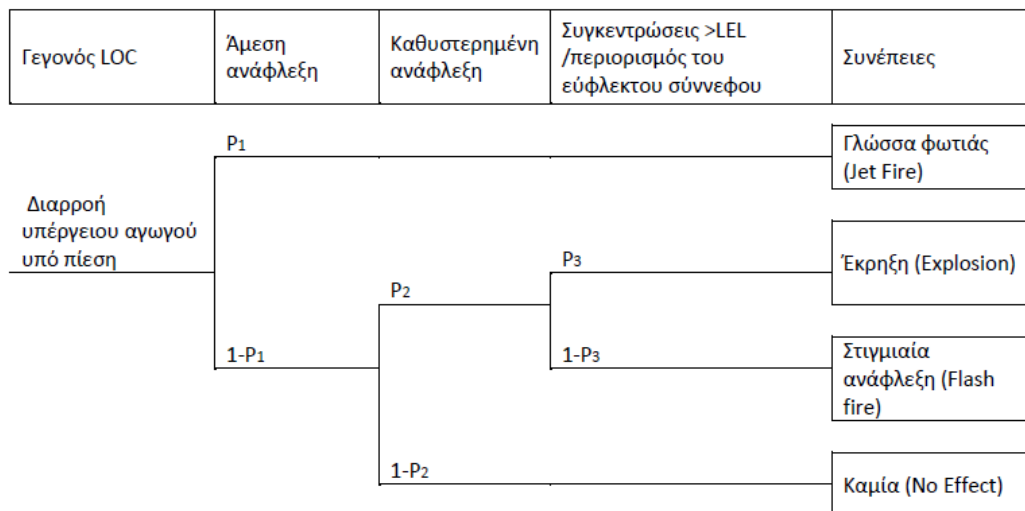 Γεγονός LOC
Άμεση
ανάφλεξη
Καθυστερημένη
ανάφλεξη
Συγκεντρώσεις >LEL
/περιορισμός του
εύφλεκτου σύννεφου
Συνέπειες
P1
Γλώσσα φωτιάς
(Jet Fire)
Διαρροή
υπέργειου αγωγού
υπό πίεση
P3
Έκρηξη (Explosion)
P2
1-P1
1-P3
Στιγμιαία
ανάφλεξη (Flash
fire)
1-P2
Καμία (No Effect)